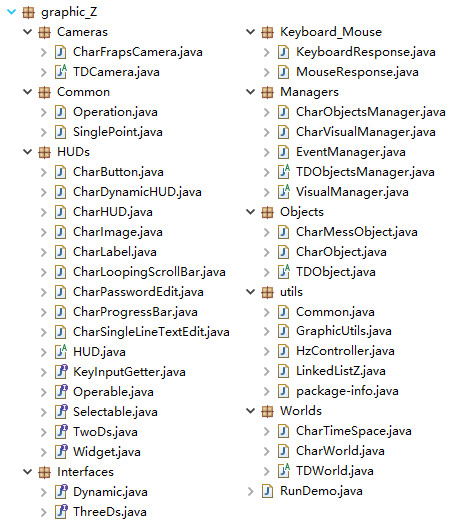 graphic_Z
Cameras
CharFrapsCamera.java
TDCamera.java
Common
Operation.java
SinglePoint.java
HUDs
CharButton.java
CharDynamicHUD.java
CharHUD.java
CharImage.java
CharLabel.java
CharLoopingScrollBar.java
CharPasswordEdit.java
CharProgressBar.java
CharSingleLineTextEdit.java
HUD.java
KeyInputGetter.java
Operable.java
Selectable.java
TwoDs.java
Widget.java
Interfaces
Dynamic.java
ThreeDs.java
Keyboard_Mouse
KeyboardResponse.java
MouseResponse.java
Managers
CharObjectsManager.java
CharVisualManager.java
EventManager.java
TDObjectsManager.java
VisualManager.java
Objects
CharMessObject.java
CharObject.java
TDObject.java
utils
Common.java
GraphicUtils.java
HzController.java
LinkedListZ.java
package-info.java
Worlds
CharTimeSpace.java
CharWorld.java
TDWorld.java
RunDemo.java